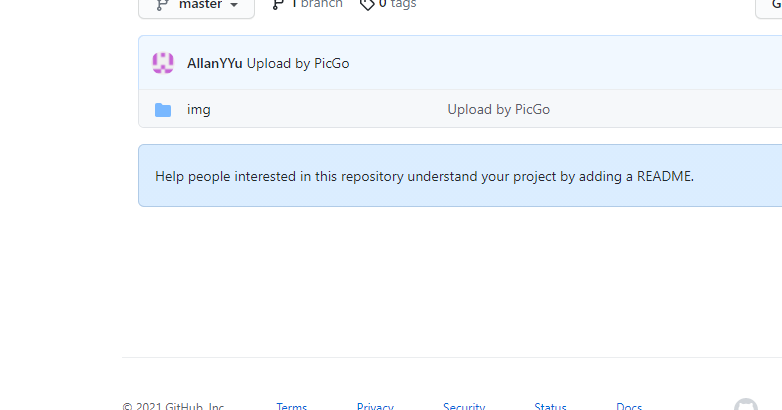 master 1 branch 0 tags G
AllanYYu Upload by PicGo
img Upload by PicGo
Help people interested in this repository understand your project by adding a README.
© 2021 GitHub, Inc. Terms Privacy Security Status Docs